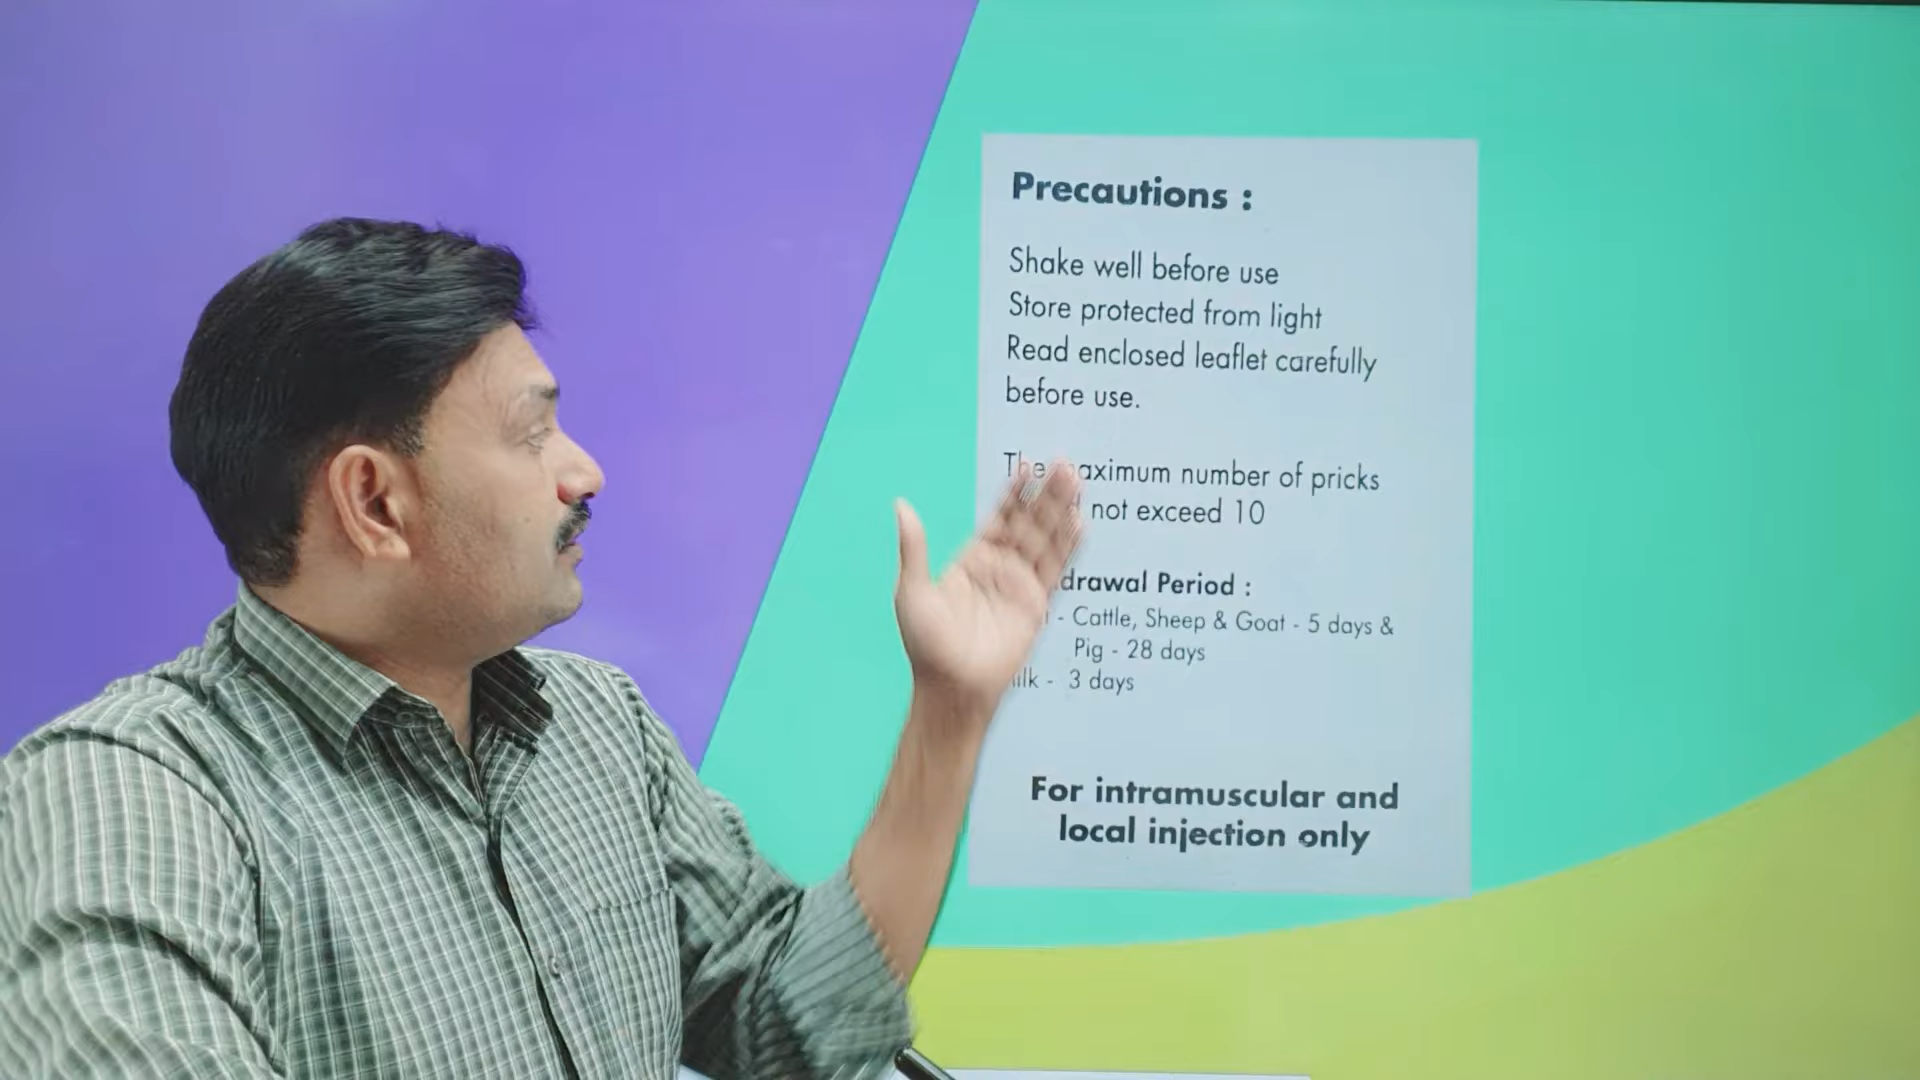 Precautions :
Shake well before use
Store protected from light
Read enclosed leaflet carefully
before use.
The maximum number of pricks
not exceed 10
drawal Period :
- Cattle, Sheep & Goat - 5 days &
Pig - 28 days
ilk - 3 days
For intramuscular and
local injection only